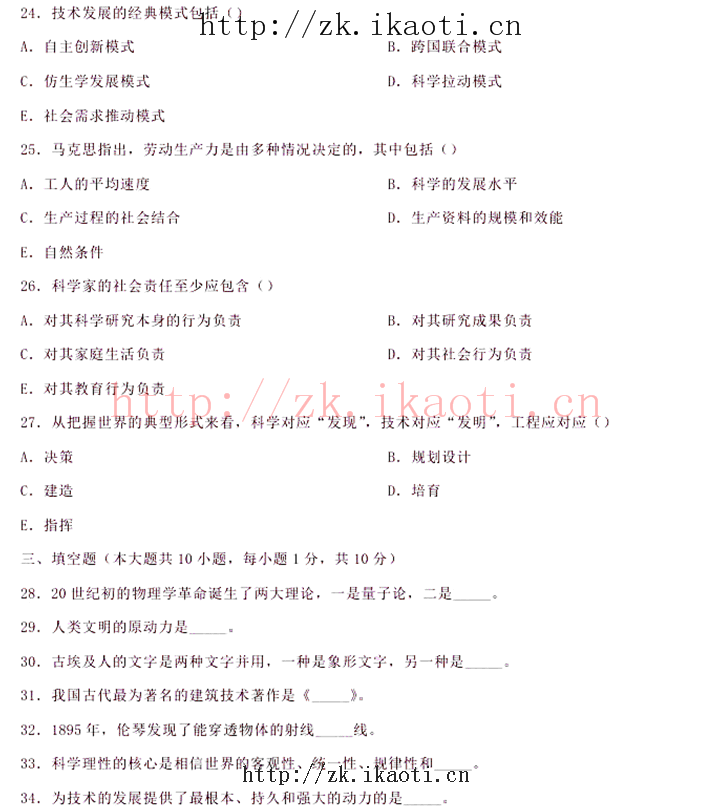 24. 技术发展的经典模式包括()
http://zk.ikaoti.cn
A. 自主创新模式 B. 跨国联合模式
C. 仿生学发展模式 D. 科学拉动模式
E. 社会需求推动模式
25. 马克思指出，劳动生产力是由多种情况决定的，其中包括()
A. 工人的平均速度 B. 科学的发展水平
C. 生产过程的社会结合 D. 生产资料的规模和效能
E. 自然条件
26. 科学家的社会责任至少应包含()
A. 对其科学研究本身的行为负责 B. 对其研究成果负责
C. 对其家庭生活负责 D. 对其社会行为负责
E. 对其教育行为负责
http://zk.ikaoti.cn
27. 从把握世界的典型形式来看，科学对应“发现”，技术对应“发明”，工程应对应()
A. 决策 B. 规划设计
C. 建造 D. 培育
E. 指挥
三、填空题（本大题共 10 小题，每小题 1 分，共 10 分）
28. 20 世纪初的物理学革命诞生了两大理论，一是量子论，二是_____。
29. 人类文明的原动力是_____。
30. 古埃及人的文字是两种文字并用，一种是象形文字，另一种是_____。
31. 我国古代最为著名的建筑技术著作是《_____》。
32. 1895 年，伦琴发现了能穿透物体的射线_____线。
33. 科学理性的核心是相信世界的客观性、统一性、规律性和_____。
http://zk.ikaoti.cn
34. 为技术的发展提供了最根本、持久和强大的动力的是_____。